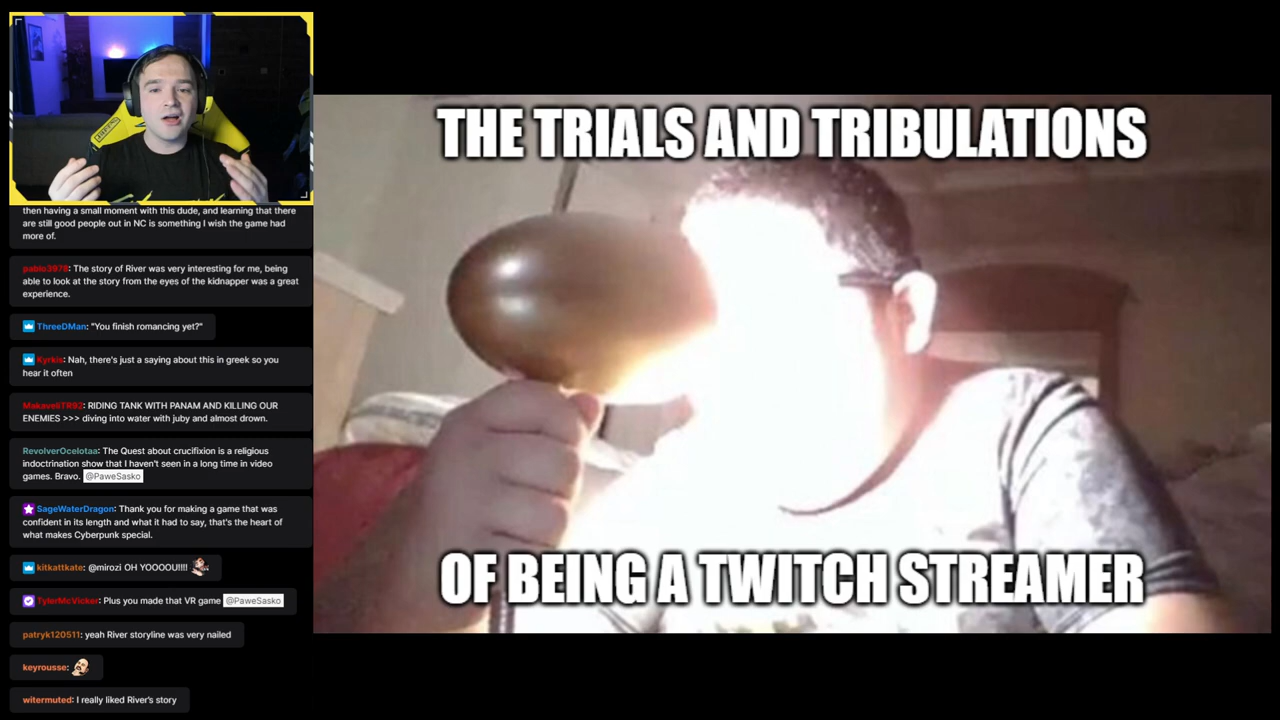 THE TRIALS AND TRIBULATIONS
OF BEING A TWITCH STREAMER
then having a small moment with this dude, and learning that there
are still good people out in NC is something I wish the game had
more of.
pablo3978: The story of River was very interesting for me, being
able to look at the story from the eyes of the kidnapper was a great
experience.
ThreeDMan: "You finish romancing yet?"
Kyrkis: Nah, there's just a saying about this in greek so you
hear it often
MakaveliTR92: RIDING TANK WITH PANAM AND KILLING OUR
ENEMIES >>> diving into water with juby and almost drown.
RevolverOcelotaa: The Quest about crucifixion is a religious
indoctrination show that I haven't seen in a long time in video
games. Bravo. @PaweSasko
SageWaterDragon: Thank you for making a game that was
confident in its length and what it had to say, that's the heart of
what makes Cyberpunk special.
kitkattkate: @mirozi OH YOOOOU!!!!
TylerMcVicker: Plus you made that VR game @PaweSasko
patryk120511: yeah River storyline was very nailed
keyrousse:
witermuted: I really liked River's story